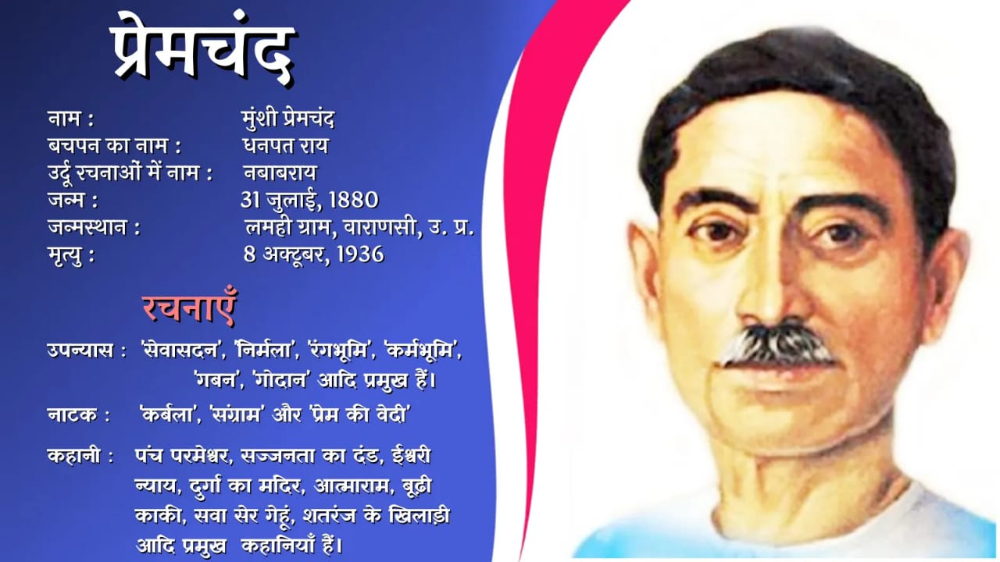 प्रेमचंद
नाम : मुंशी प्रेमचंद
बचपन का नाम : धनपत राय
उर्दू रचनाओं में नाम : नबाबराय
जन्म : 31 जुलाई, 1880
जन्मस्थान : लमही ग्राम, वाराणसी, उ. प्र.
मृत्यु : 8 अक्टूबर, 1936
रचनाएँ
उपन्यास : 'सेवासदन', 'निर्मला', 'रंगभूमि', 'कर्मभूमि',
'गबन', 'गोदान' आदि प्रमुख हैं।
नाटक : 'कर्बला', 'संग्राम' और 'प्रेम की वेदी'
कहानी : पंच परमेश्वर, सज्जनता का दंड, ईश्वरी
न्याय, दुर्गा का मदिर, आत्माराम, बूढ़ी
काकी, सवा सेर गेहूं, शतरंज के खिलाड़ी
आदि प्रमुख कहानियाँ हैं।